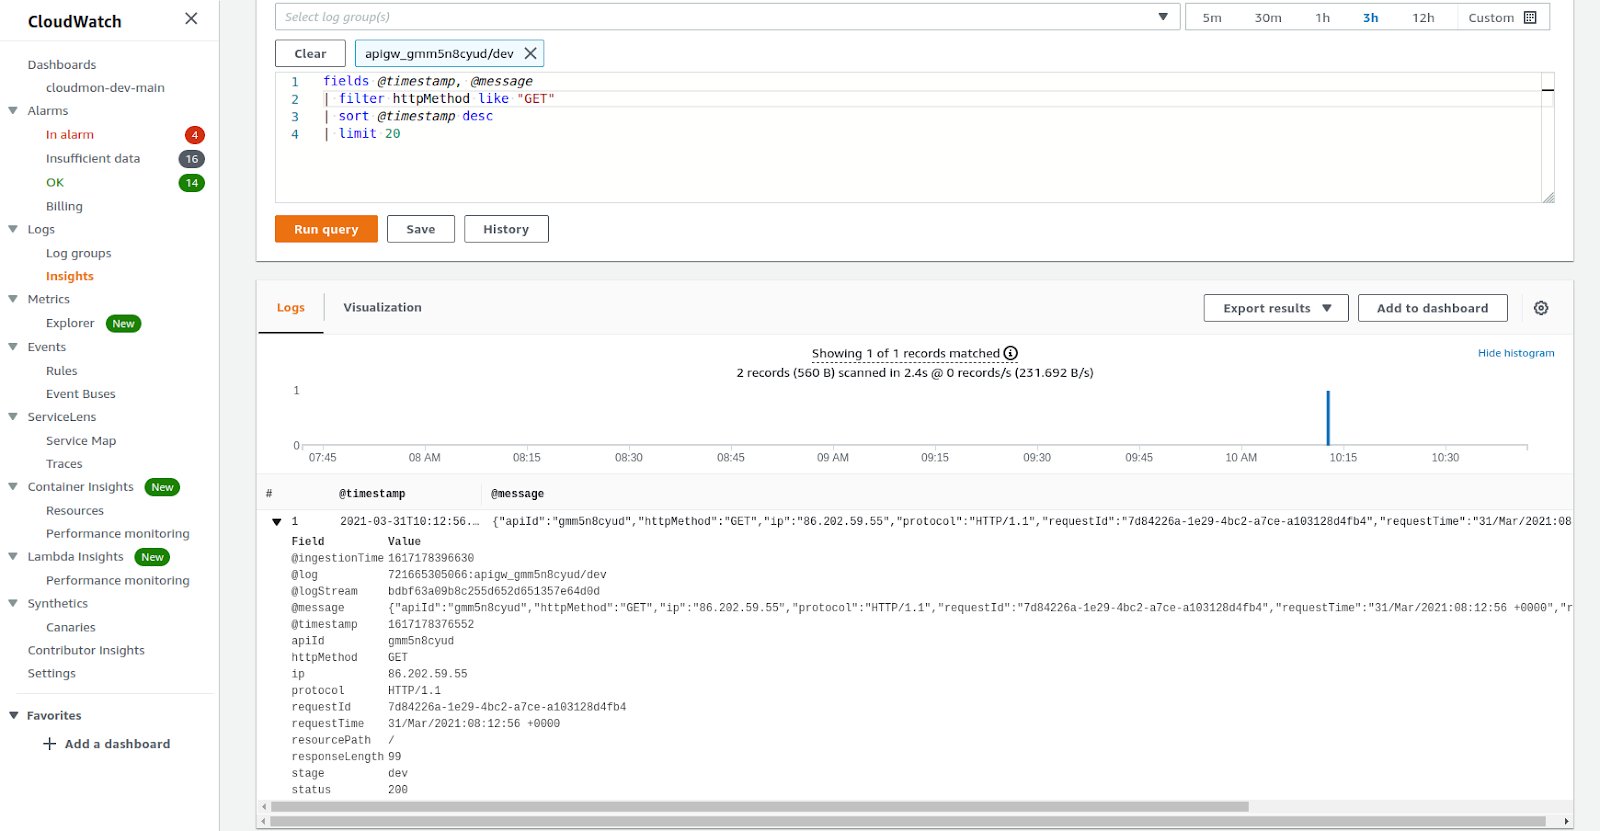 CloudWatch
Dashboards
cloudmon-dev-main
Alarms
In alarm 4
Insufficient data 16
OK 14
Billing
Logs
Log groups
Insights
Metrics
Explorer New
Events
Rules
Event Buses
ServiceLens
Service Map
Traces
Container Insights New
Resources
Performance monitoring
Lambda Insights New
Performance monitoring
Synthetics
Canaries
Contributor Insights
Settings
Favorites
Add a dashboard
Select log group(s)
5m 30m 1h 3h 12h Custom
Clear apigw_gmm5n8cyud/dev
1 fields @timestamp, @message
2 | filter httpMethod like "GET"
3 | sort @timestamp desc
4 | limit 20
Run query Save History
Logs Visualization Export results Add to dashboard
Showing 1 of 1 records matched
Hide histogram
2 records (560 B) scanned in 2.4s @ 0 records/s (231.692 B/s)
1
0
07:45 08 AM 08:15 08:30 08:45 09 AM 09:15 09:30 09:45 10 AM 10:15 10:30
# @timestamp @message
1 2021-03-31T10:12:56... {"apiId":"gmm5n8cyud","httpMethod":"GET","ip":"86.202.59.55","protocol":"HTTP/1.1","requestId":"7d84226a-1e29-4bc2-a7ce-a103128d4fb4","requestTime":"31/Mar/2021:08
Field Value
@ingestionTime 1617178396630
@log 721665305066:apigw_gmm5n8cyud/dev
@logStream bdbf63a09b8c255d652d651357e64d0d
@message {"apiId":"gmm5n8cyud","httpMethod":"GET","ip":"86.202.59.55","protocol":"HTTP/1.1","requestId":"7d84226a-1e29-4bc2-a7ce-a103128d4fb4","requestTime":"31/Mar/2021:08:12:56 +0000","r
@timestamp 1617178376552
apiId gmm5n8cyud
httpMethod GET
ip 86.202.59.55
protocol HTTP/1.1
requestId 7d84226a-1e29-4bc2-a7ce-a103128d4fb4
requestTime 31/Mar/2021:08:12:56 +0000
resourcePath /
responseLength 99
stage dev
status 200